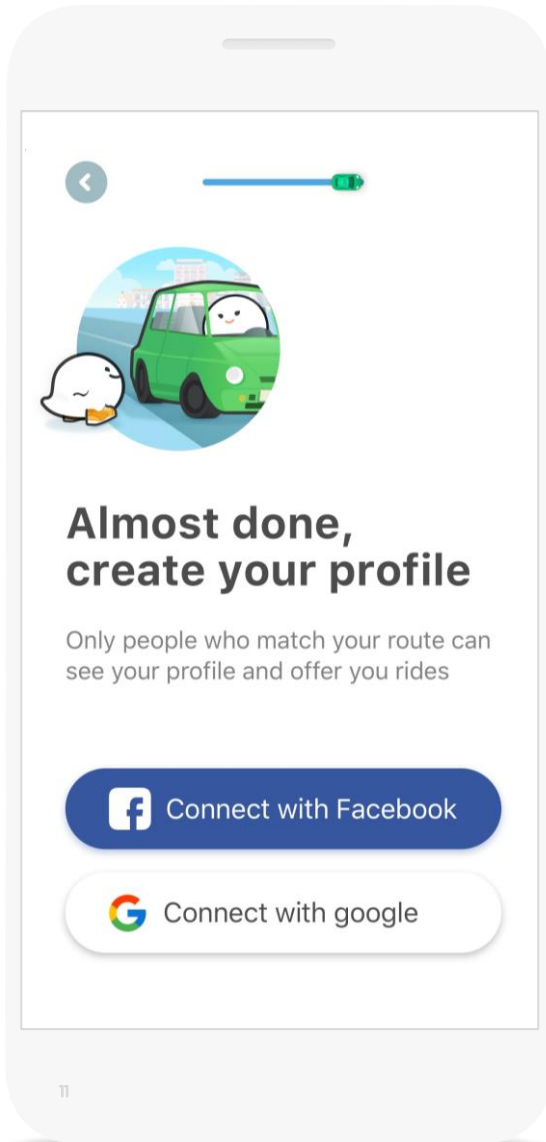 Almost done,
create your profile
Only people who match your route can
see your profile and offer you rides
Connect with Facebook
Connect with google
11